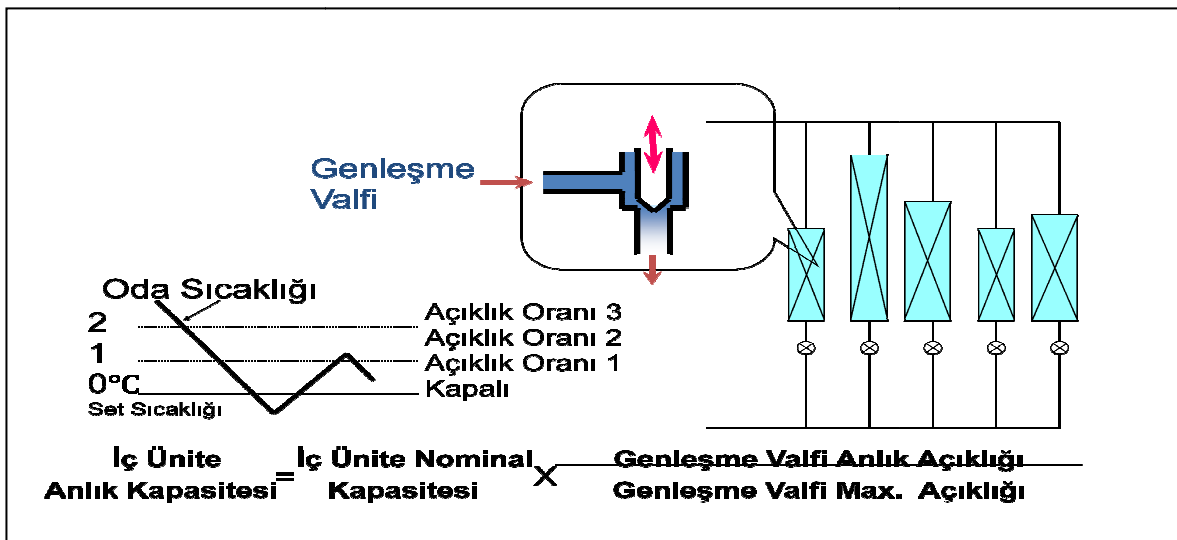 Genleşme
Valfi
Oda Sıcaklığı
2
1
0°C
Set Sıcaklığı
Açıklık Oranı 3
Açıklık Oranı 2
Açıklık Oranı 1
Kapalı
İç Ünite
Anlık Kapasitesi
=
İç Ünite Nominal
Kapasitesi
X
Genleşme Valfi Anlık Açıklığı
Genleşme Valfi Max. Açıklığı